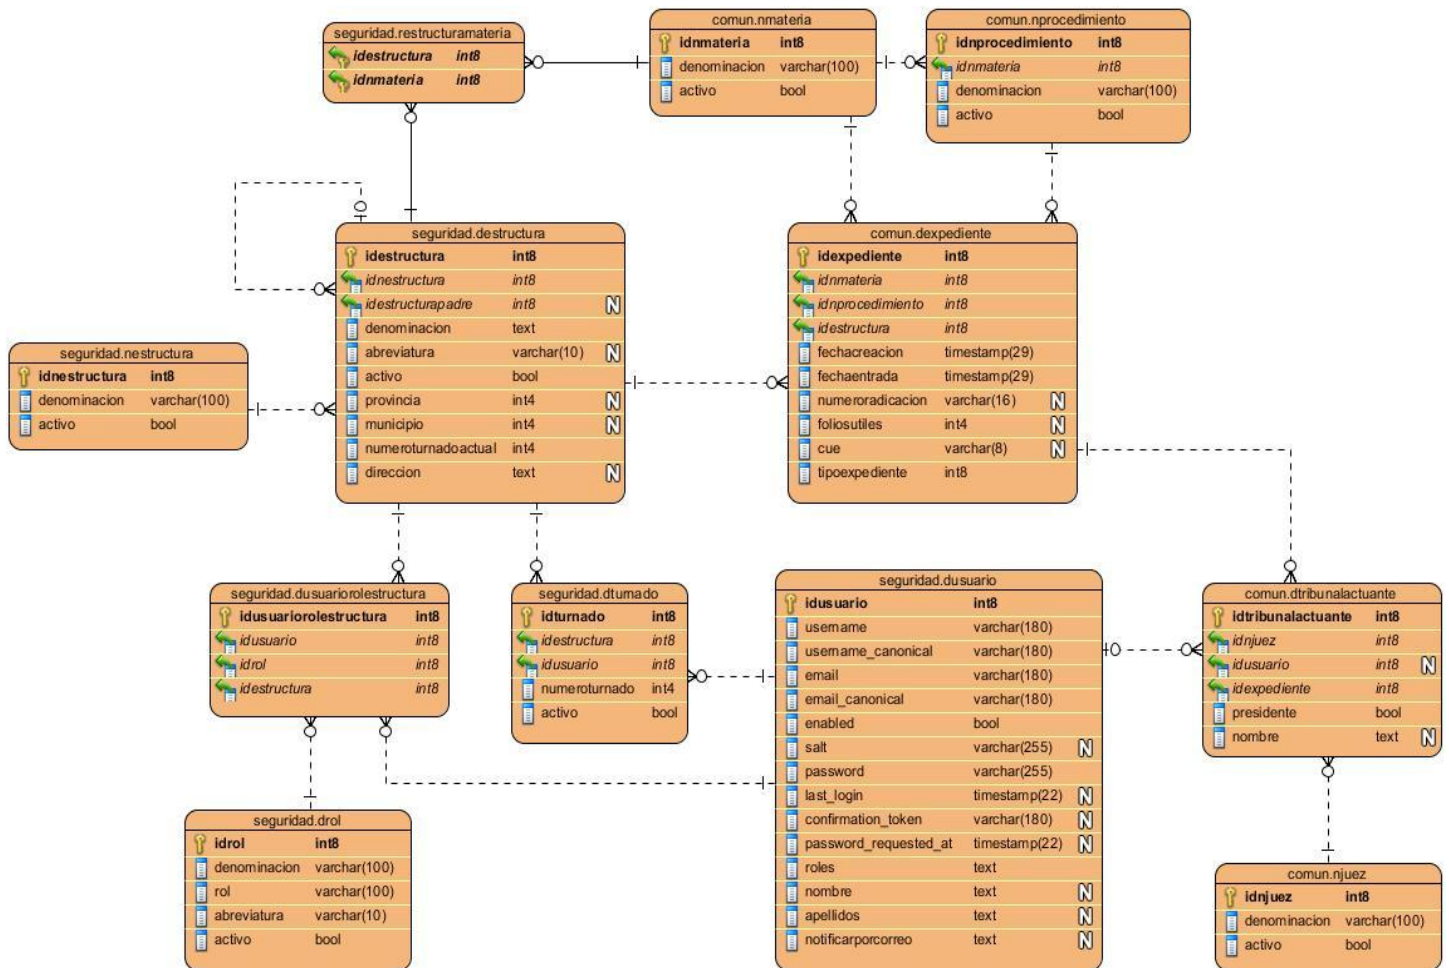 seguridad.restructuramateria
idestructura int8
idnmateria int8
comun.nmateria
idnmateria int8
denominacion varchar(100)
activo bool
comun.nprocedimiento
idnprocedimiento int8
idnmateria int8
denominacion varchar(100)
activo bool
seguridad.destructura
idestructura int8
idnestructura int8
idestructurapadre int8 N
denominacion text
abreviatura varchar(10) N
activo bool
provincia int4 N
municipio int4 N
numeroturnadoactual int4
direccion text N
comun.dexpediente
idexpediente int8
idnmateria int8
idnprocedimiento int8
idestructura int8
fechacreacion timestamp(29)
fechaentrada timestamp(29)
numeroradicacion varchar(16) N
foliosutiles int4 N
cue varchar(8) N
tipoexpediente int8
seguridad.nestructura
idnestructura int8
denominacion varchar(100)
activo bool
seguridad.dusuariorolestructura
idusuariorolestructura int8
idusuario int8
idrol int8
idestructura int8
seguridad.dturnado
idturnado int8
idestructura int8
idusuario int8
numeroturnado int4
activo bool
seguridad.dusuario
idusuario int8
username varchar(180)
username_canonical varchar(180)
email varchar(180)
email_canonical varchar(180)
enabled bool
salt varchar(255) N
password varchar(255)
last_login timestamp(22) N
confirmation_token varchar(180) N
password_requested_at timestamp(22) N
roles text
nombre text N
apellidos text N
notificarporcorreo text N
comun.dtribunalactuante
idtribunalactuante int8
idnjuez int8
idusuario int8 N
idexpediente int8
presidente bool
nombre text N
seguridad.drol
idrol int8
denominacion varchar(100)
rol varchar(100)
abreviatura varchar(10)
activo bool
comun.njuez
idnjuez int8
denominacion varchar(100)
activo bool